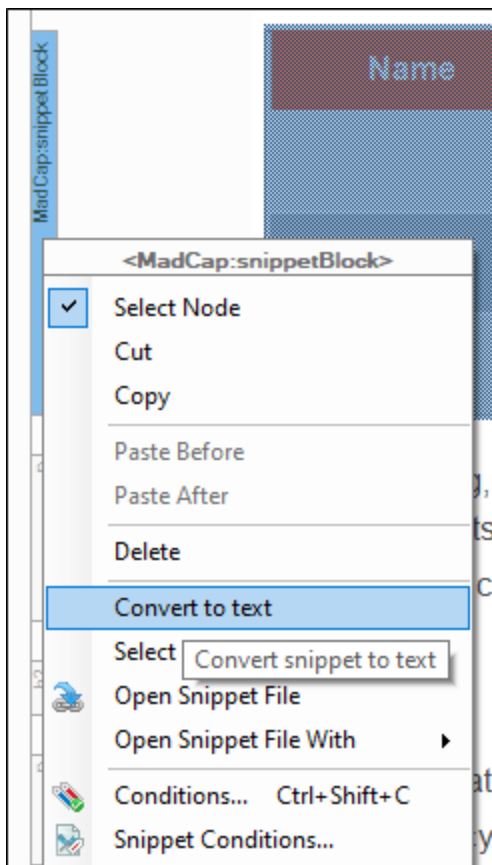 MadCap:snippetBlock
Name
<MadCap:snippetBlock>
Select Node
Cut
Copy
Paste Before
Paste After
Delete
Convert to text
Select
Convert snippet to text
Open Snippet File
Open Snippet File With
Conditions... Ctrl+Shift+C
Snippet Conditions...